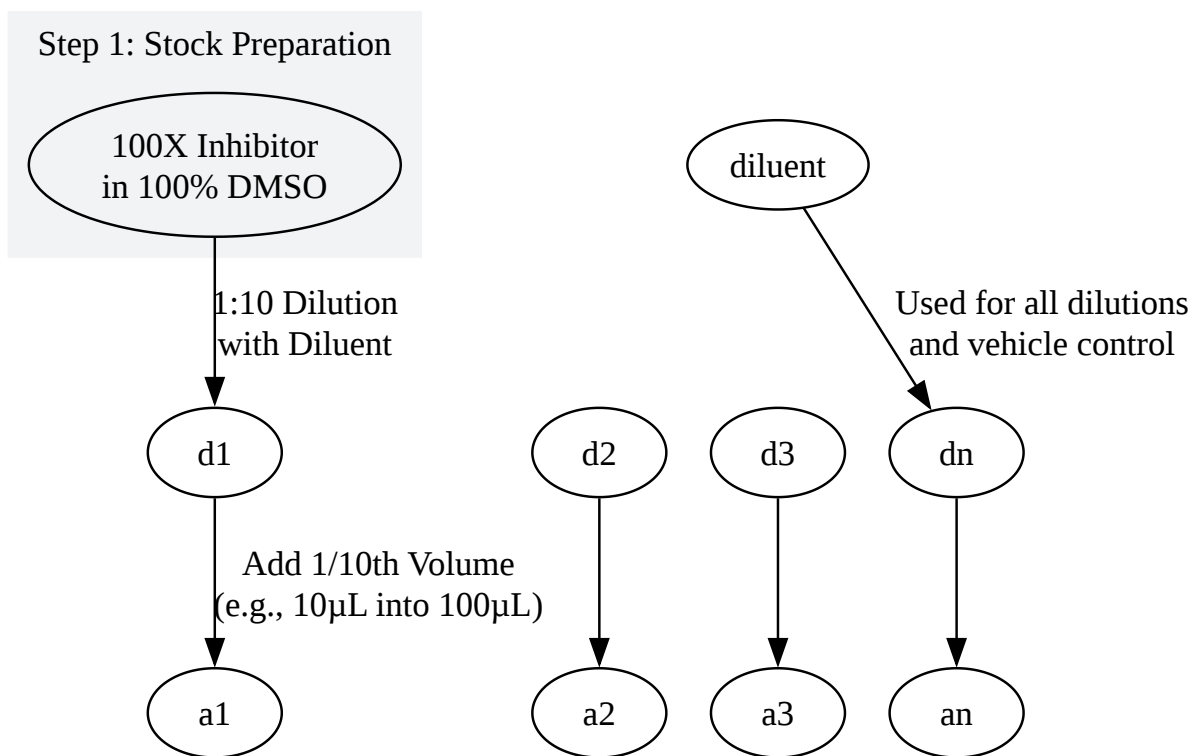 Step 1: Stock Preparation
100X Inhibitor
in 100% DMSO
diluent
1:10 Dilution
with Diluent
Used for all dilutions
and vehicle control
d1
d2
d3
dn
Add 1/10th Volume
(e.g., 10µL into 100µL)
a1
a2
a3
an